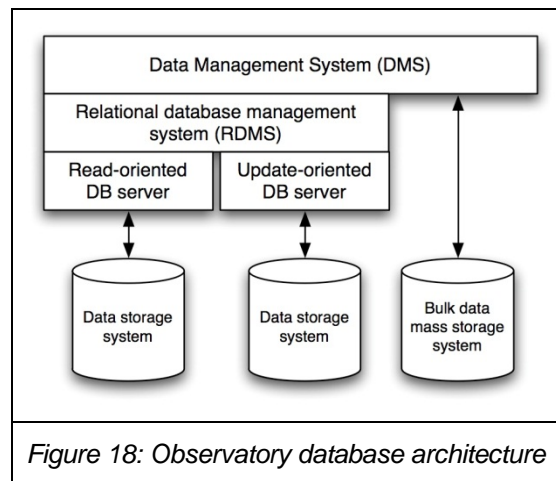 Data Management System (DMS)
Relational database management
system (RDMS)
Read-oriented
DB server
Update-oriented
DB server
Data storage
system
Data storage
system
Bulk data
mass storage
system
Figure 18: Observatory database architecture